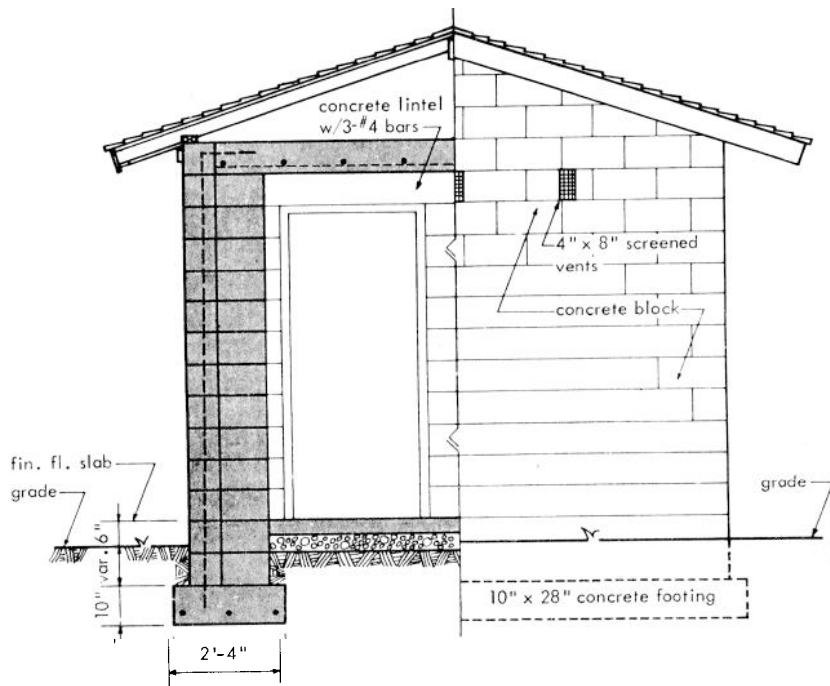 concrete lintel
w/3-#4 bars
4" x 8" screened
vents
concrete block
fin. fl. slab
grade
grade
10" var. 6"
10" x 28" concrete footing
2'-4"